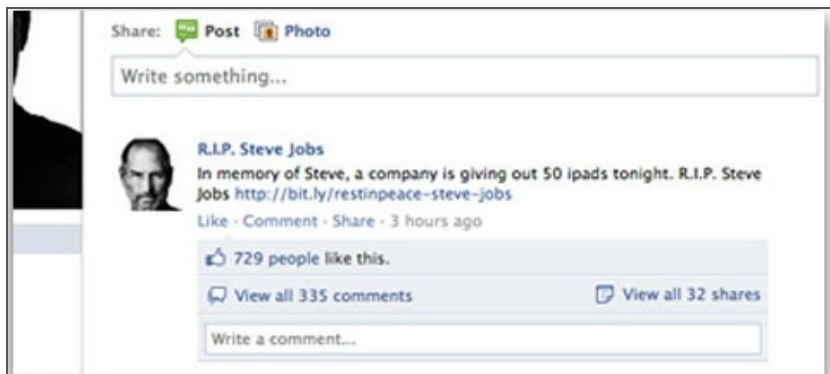 Share: Post Photo
Write something...
R.I.P. Steve Jobs
In memory of Steve, a company is giving out 50 ipads tonight. R.I.P. Steve
Jobs http://bit.ly/restinpeace-steve-jobs
Like · Comment · Share · 3 hours ago
729 people like this.
View all 335 comments View all 32 shares
Write a comment...